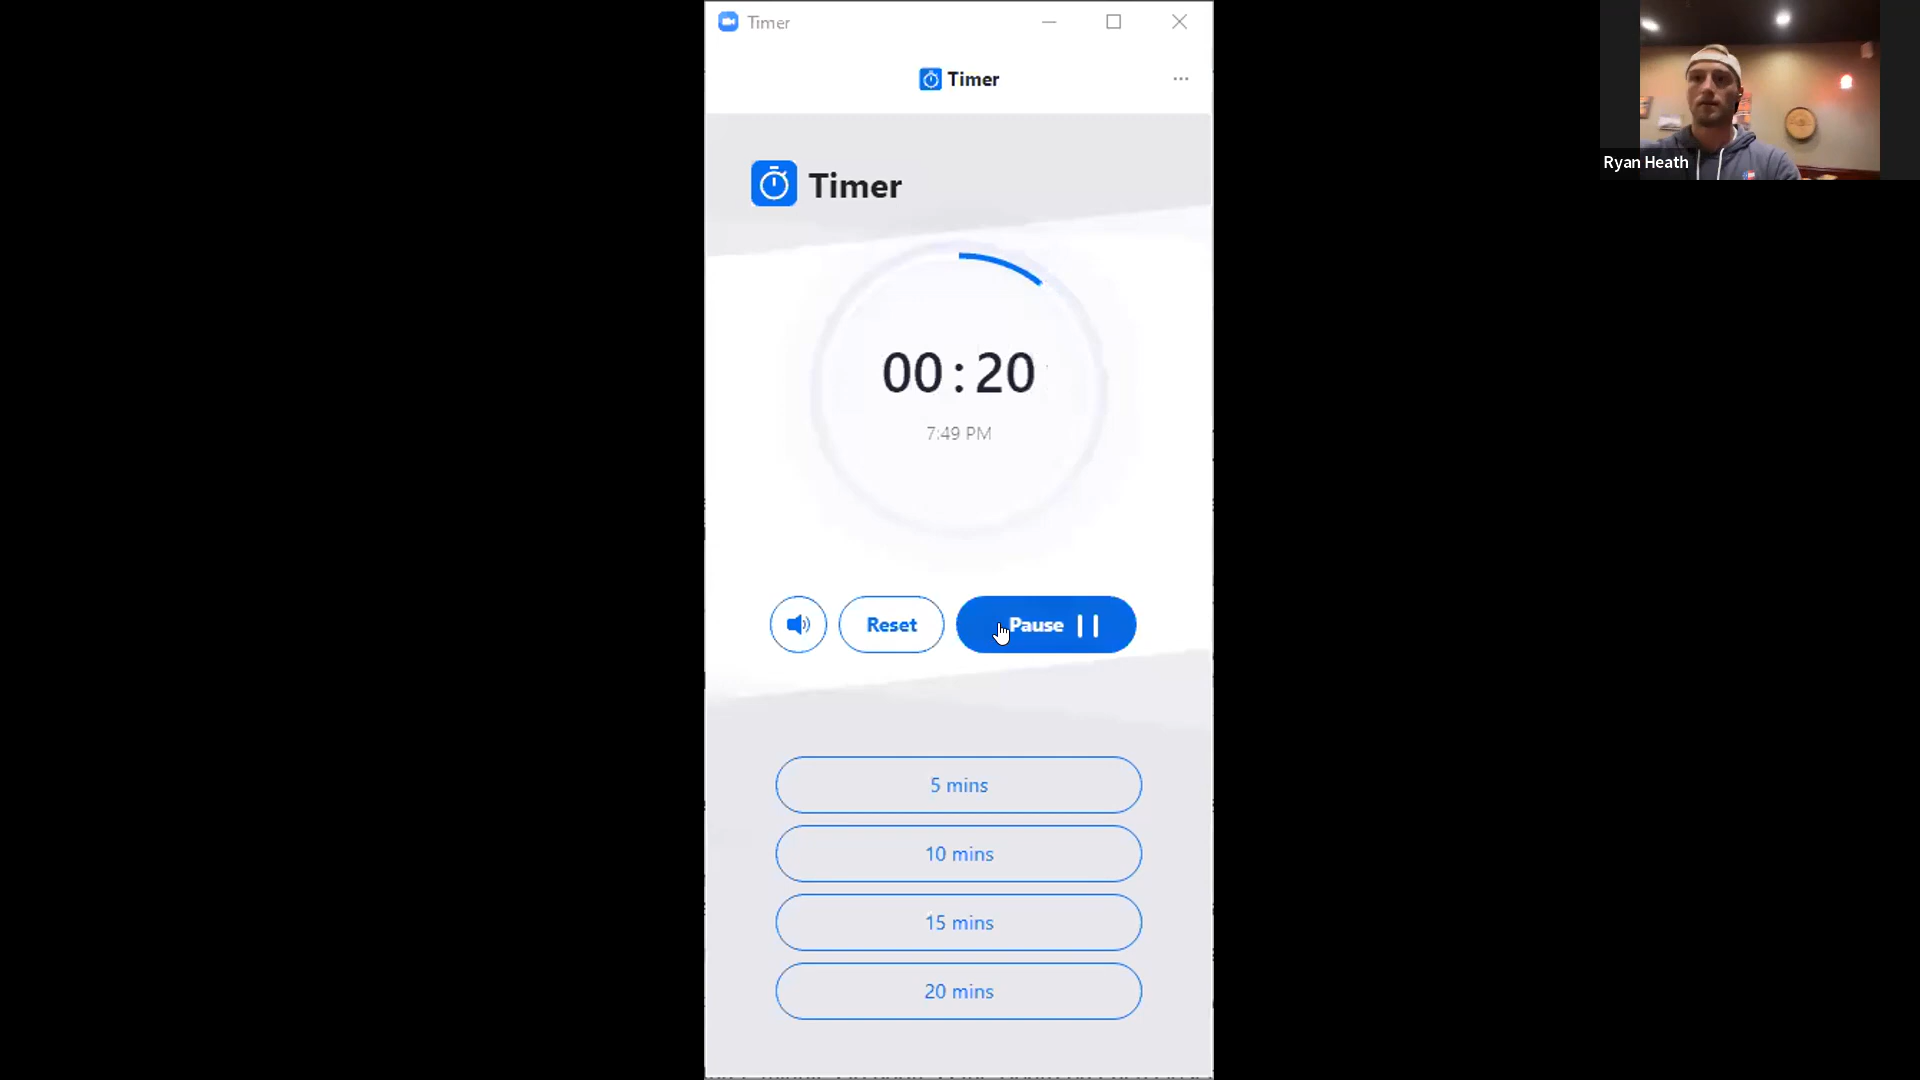 Timer
Timer
Timer
00:20
7:49 PM
Reset
Pause
5 mins
10 mins
15 mins
20 mins
Ryan Heath